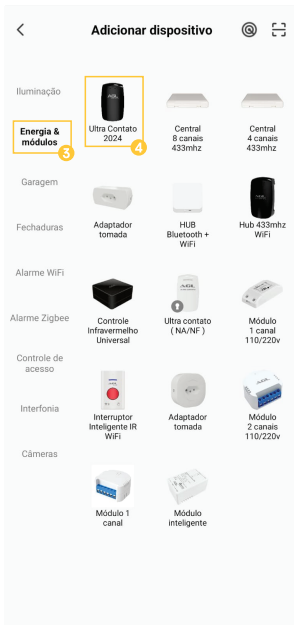 Adicionar dispositivo
Iluminação
Energia &
módulos
3
Garagem
Fechaduras
Alarme WiFi
Alarme Zigbee
Controle de
acesso
Interfonia
Câmeras
AGL
Ultra Contato
2024
4
Central
8 canais
433mhz
Central
4 canais
433mhz
Adaptador
tomada
HUB
Bluetooth +
WiFi
Hub 433mhz
WiFi
Controle
Infravermelho
Universal
AGL
Ultra contato
( NA/NF )
Módulo
1 canal
110/220v
Interruptor
Inteligente IR
WiFi
Adaptador
tomada
AGL
Módulo
2 canais
110/220v
Módulo 1
canal
Módulo
inteligente